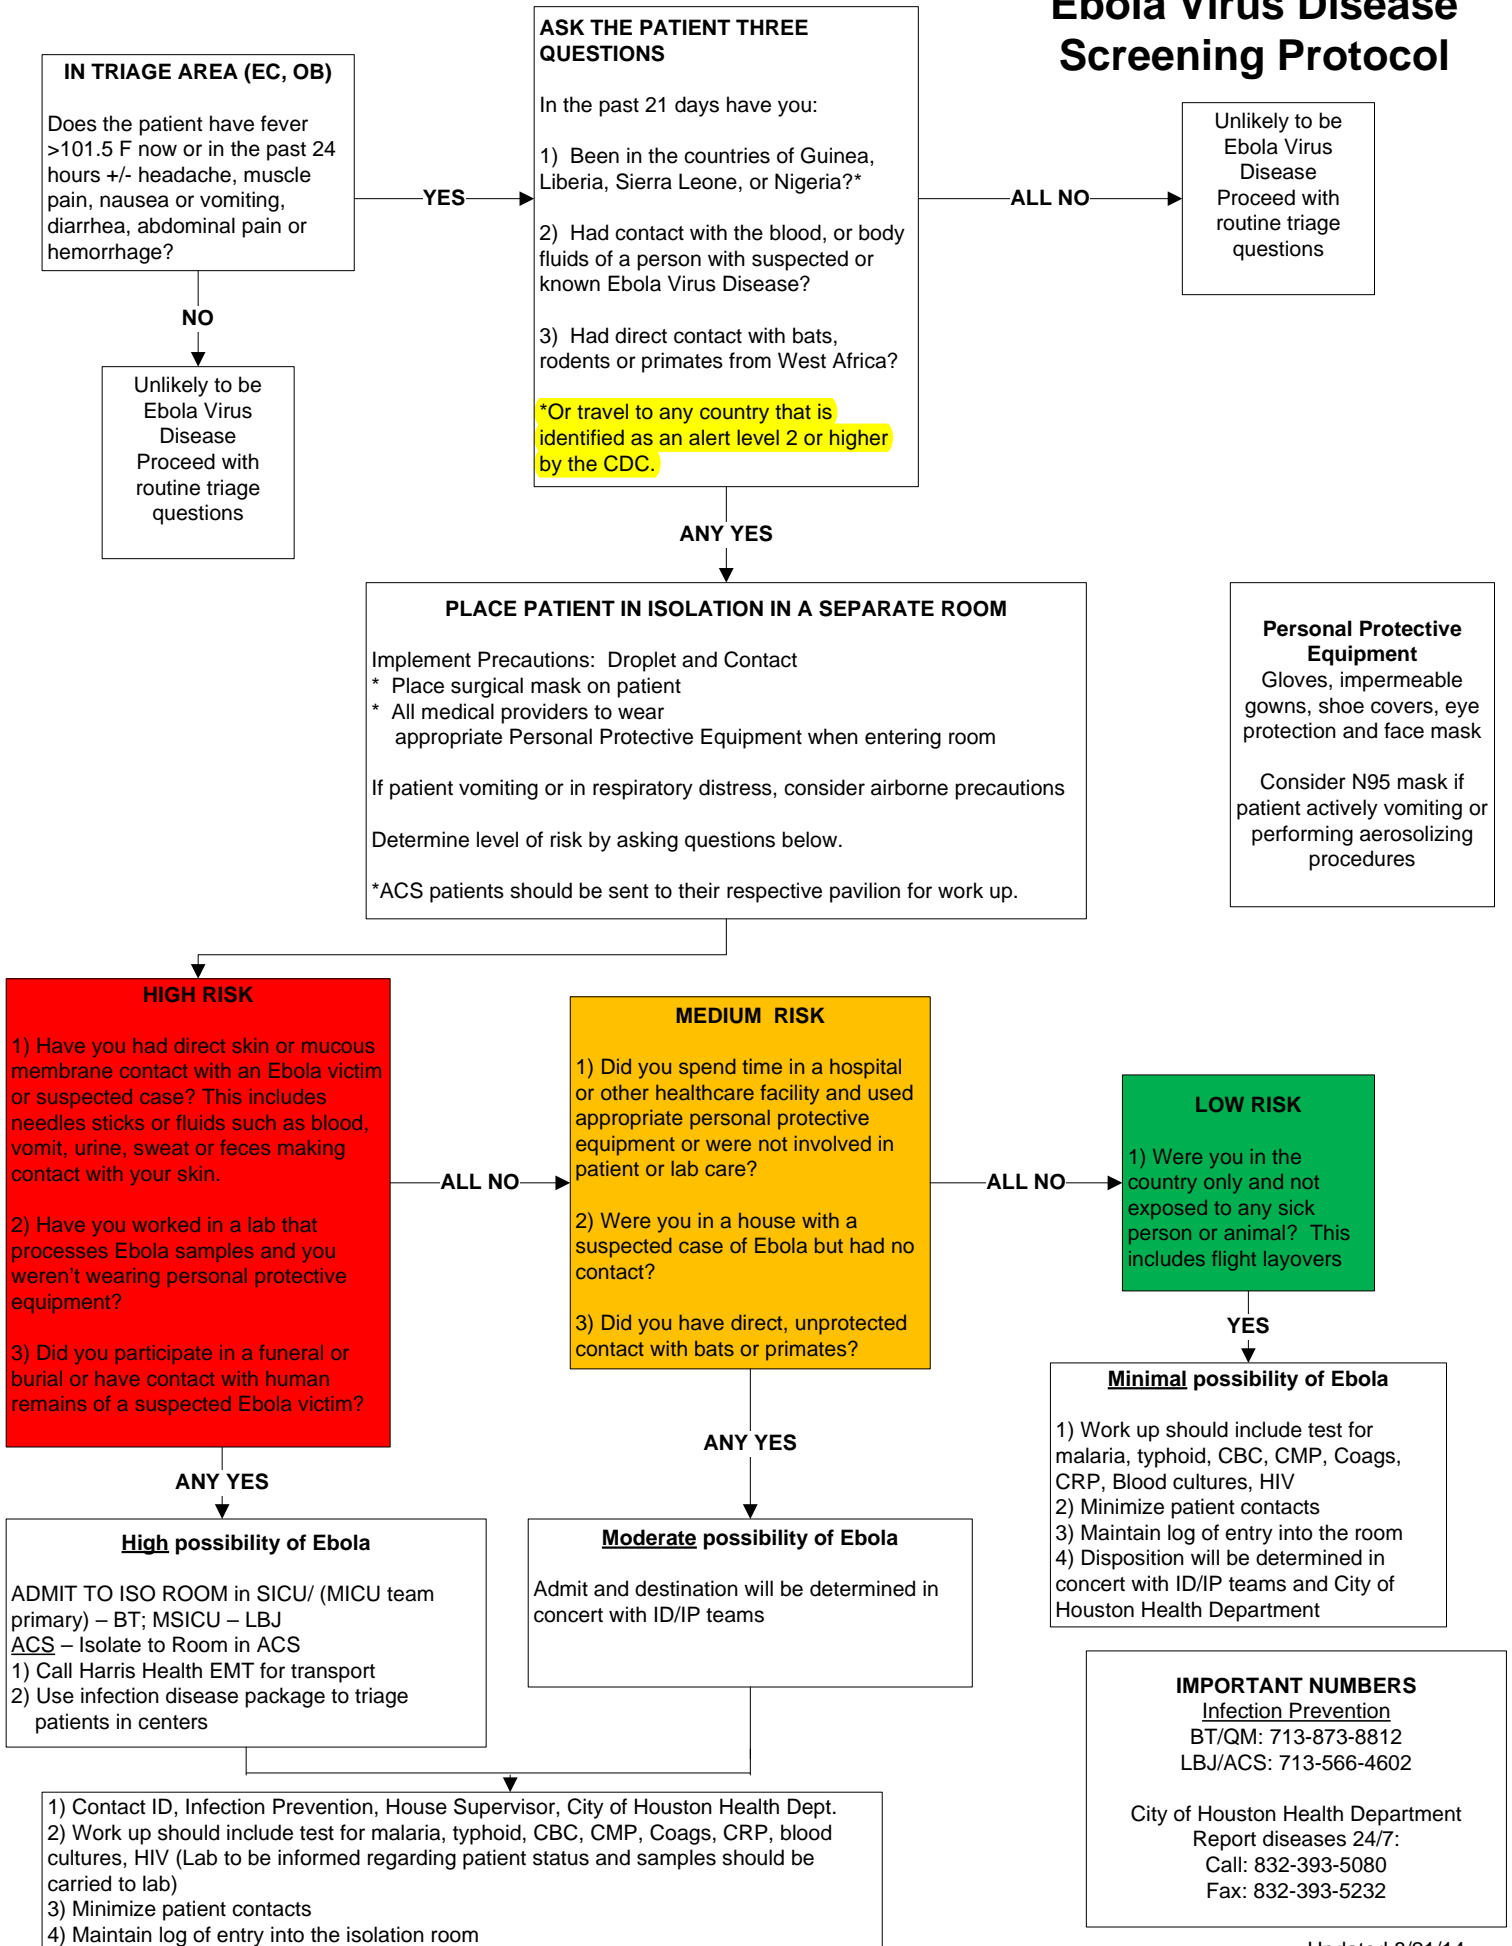 Ebola Virus Disease
Screening Protocol
IN TRIAGE AREA (EC, OB)
Does the patient have fever
>101.5 F now or in the past 24
hours +/- headache, muscle
pain, nausea or vomiting,
diarrhea, abdominal pain or
hemorrhage?
YES
NO
Unlikely to be
Ebola Virus
Disease
Proceed with
routine triage
questions
ASK THE PATIENT THREE
QUESTIONS
In the past 21 days have you:
1) Been in the countries of Guinea,
Liberia, Sierra Leone, or Nigeria?*
2) Had contact with the blood, or body
fluids of a person with suspected or
known Ebola Virus Disease?
3) Had direct contact with bats,
rodents or primates from West Africa?
*Or travel to any country that is
identified as an alert level 2 or higher
by the CDC.
ALL NO
Unlikely to be
Ebola Virus
Disease
Proceed with
routine triage
questions
ANY YES
PLACE PATIENT IN ISOLATION IN A SEPARATE ROOM
Implement Precautions: Droplet and Contact
* Place surgical mask on patient
* All medical providers to wear
appropriate Personal Protective Equipment when entering room
If patient vomiting or in respiratory distress, consider airborne precautions
Determine level of risk by asking questions below.
*ACS patients should be sent to their respective pavilion for work up.
Personal Protective
Equipment
Gloves, impermeable
gowns, shoe covers, eye
protection and face mask
Consider N95 mask if
patient actively vomiting or
performing aerosolizing
procedures
HIGH RISK
1) Have you had direct skin or mucous
membrane contact with an Ebola victim
or suspected case? This includes
needles sticks or fluids such as blood,
vomit, urine, sweat or feces making
contact with your skin.
2) Have you worked in a lab that
processes Ebola samples and you
weren't wearing personal protective
equipment?
3) Did you participate in a funeral or
burial or have contact with human
remains of a suspected Ebola victim?
ALL NO
MEDIUM RISK
1) Did you spend time in a hospital
or other healthcare facility and used
appropriate personal protective
equipment or were not involved in
patient or lab care?
2) Were you in a house with a
suspected case of Ebola but had no
contact?
3) Did you have direct, unprotected
contact with bats or primates?
ALL NO
LOW RISK
1) Were you in the
country only and not
exposed to any sick
person or animal? This
includes flight layovers
YES
ANY YES
ANY YES
High possibility of Ebola
ADMIT TO ISO ROOM in SICU/ (MICU team
primary) – BT; MSICU – LBJ
ACS – Isolate to Room in ACS
1) Call Harris Health EMT for transport
2) Use infection disease package to triage
patients in centers
Moderate possibility of Ebola
Admit and destination will be determined in
concert with ID/IP teams
Minimal possibility of Ebola
1) Work up should include test for
malaria, typhoid, CBC, CMP, Coags,
CRP, Blood cultures, HIV
2) Minimize patient contacts
3) Maintain log of entry into the room
4) Disposition will be determined in
concert with ID/IP teams and City of
Houston Health Department
1) Contact ID, Infection Prevention, House Supervisor, City of Houston Health Dept.
2) Work up should include test for malaria, typhoid, CBC, CMP, Coags, CRP, blood
cultures, HIV (Lab to be informed regarding patient status and samples should be
carried to lab)
3) Minimize patient contacts
4) Maintain log of entry into the isolation room
IMPORTANT NUMBERS
Infection Prevention
BT/QM: 713-873-8812
LBJ/ACS: 713-566-4602
City of Houston Health Department
Report diseases 24/7:
Call: 832-393-5080
Fax: 832-393-5232